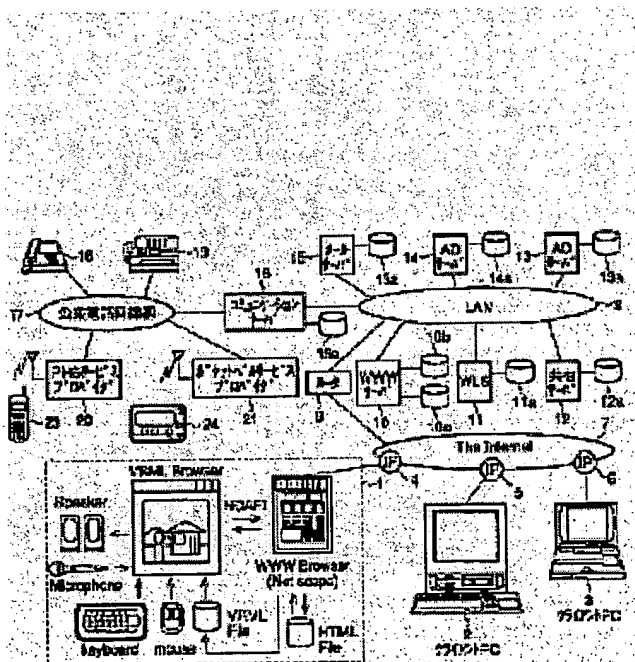 18
19
メール
サーバ
15
15a
14
AD
サーバ
14a
13
AD
サーバ
13a
17
公衆電話回線網
16
コミュニケーション
サーバ
LAN
8
PHSサービス
プロバイダ
20
23
ポケットベルサービス
プロバイダ
21
24
ルータ
9
WWW
サーバ
10
10b
10a
WLS
11
11a
共有
サーバ
12
12a
The Internet
7
IF
4
IF
5
IF
6
1
VRML Browser
Speaker
NCAPI
Microphone
WWW Browser
(Netscape)
keyboard
mouse
VRML
File
HTML
File
2
クライアントPC
3
クライアントPC